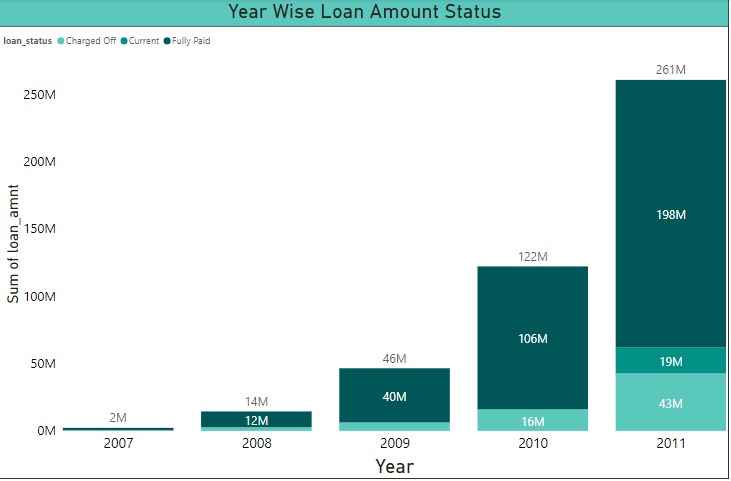 Year Wise Loan Amount Status
loan_status Charged Off Current Fully Paid
261M
250M
200M
198M
150M
122M
106M
100M
50M
46M
40M
19M
43M
14M
12M
16M
2M
0M
2007 2008 2009 2010 2011
Year
Sum of loan_amnt